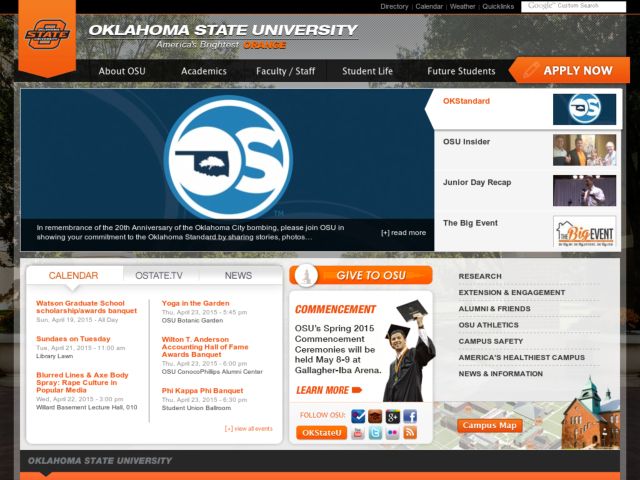 Directory | Calendar | Weather | Quicklinks
Google Custom Search
OKLAHOMA STATE UNIVERSITY
America's Brightest ORANGE
STATE
About OSU
Academics
Faculty / Staff
Student Life
Future Students
APPLY NOW
OS
TM
In remembrance of the 20th Anniversary of the Oklahoma City bombing, please join OSU in
showing your commitment to the Oklahoma Standard by sharing stories, photos…
[+] read more
OKStandard
OSU Insider
Junior Day Recap
The Big Event
THE Big EVENT
CALENDAR
OSTATE.TV
NEWS
Watson Graduate School
scholarship/awards banquet
Sun, April 19, 2015 - All Day
Sundaes on Tuesday
Tue, April 21, 2015 - 11:00 am
Library Lawn
Blurred Lines & Axe Body
Spray: Rape Culture in
Popular Media
Wed, April 22, 2015 - 3:00 pm
Willard Basement Lecture Hall, 010
Yoga in the Garden
Thu, April 23, 2015 - 5:45 pm
OSU Botanic Garden
Wilton T. Anderson
Accounting Hall of Fame
Awards Banquet
Thu, April 23, 2015 - 6:00 pm
OSU ConocoPhillips Alumni Center
Phi Kappa Phi Banquet
Thu, April 23, 2015 - 6:30 pm
Student Union Ballroom
[+] view all events
GIVE TO OSU
COMMENCEMENT
OSU's Spring 2015
Commencement
Ceremonies will be
held May 8-9 at
Gallagher-Iba Arena.
LEARN MORE
FOLLOW OSU:
OKStateU
RESEARCH
EXTENSION & ENGAGEMENT
ALUMNI & FRIENDS
OSU ATHLETICS
CAMPUS SAFETY
AMERICA'S HEALTHIEST CAMPUS
NEWS & INFORMATION
Campus Map
OKLAHOMA STATE UNIVERSITY